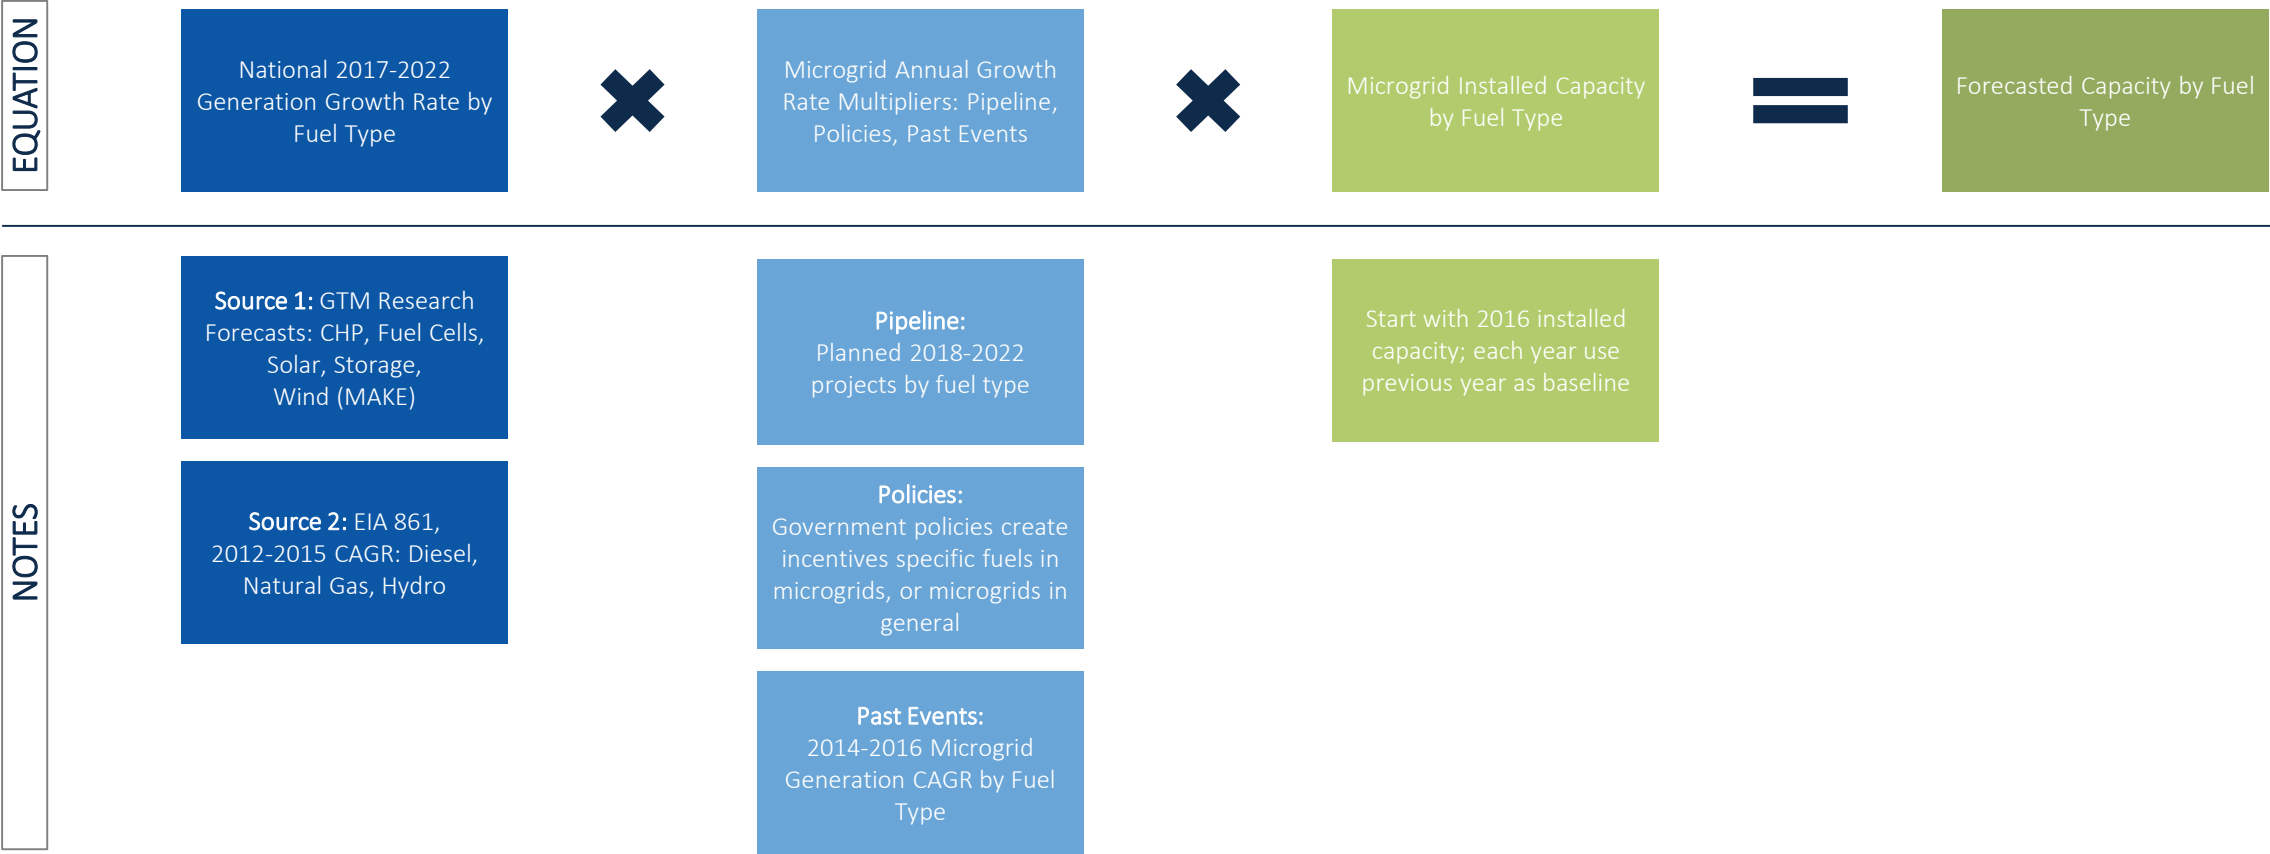 EQUATION
National 2017-2022
Generation Growth Rate by
Fuel Type
Microgrid Annual Growth
Rate Multipliers: Pipeline,
Policies, Past Events
Microgrid Installed Capacity
by Fuel Type
Forecasted Capacity by Fuel
Type
NOTES
Source 1: GTM Research
Forecasts: CHP, Fuel Cells,
Solar, Storage,
Wind (MAKE)
Source 2: EIA 861,
2012-2015 CAGR: Diesel,
Natural Gas, Hydro
Pipeline:
Planned 2018-2022
projects by fuel type
Policies:
Government policies create
incentives specific fuels in
microgrids, or microgrids in
general
Past Events:
2014-2016 Microgrid
Generation CAGR by Fuel
Type
Start with 2016 installed
capacity; each year use
previous year as baseline